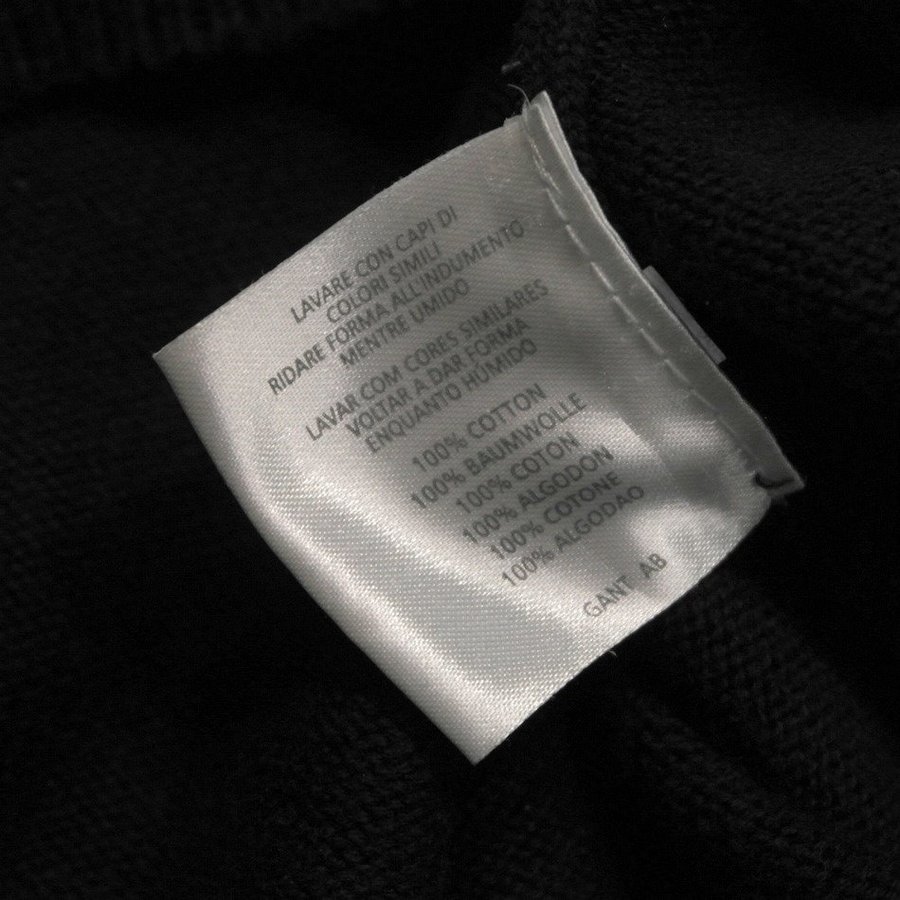 LAVARE CON CAPI DI
COLORI SIMILI
RIDARE FORMA ALL'INDUMENTO
MENTRE UMIDO
LAVAR COM CORES SIMILARES
VOLTAR A DAR FORMA
ENQUANTO HÚMIDO
100% COTTON
100% BAUMWOLLE
100% COTON
100% ALGODON
100% COTONE
100% ALGODAO
GANT AB